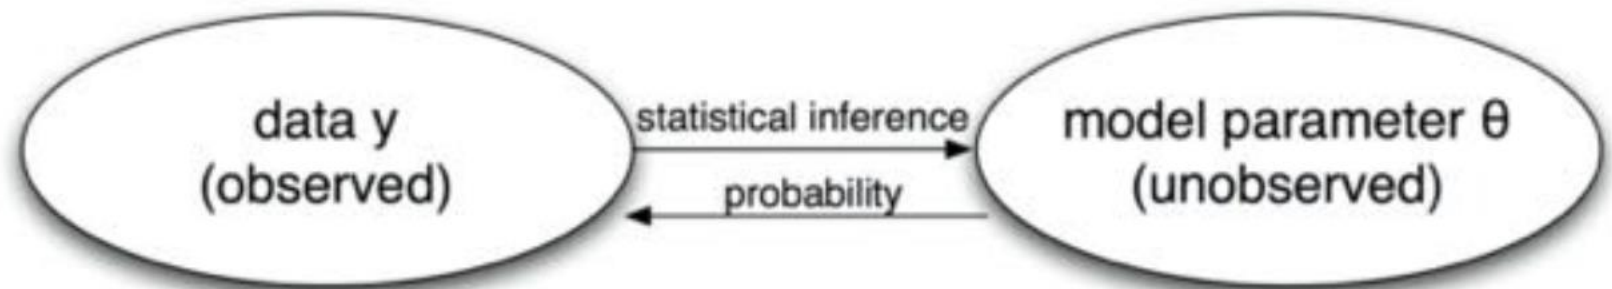 data y
(observed)
statistical inference
probability
model parameter θ
(unobserved)